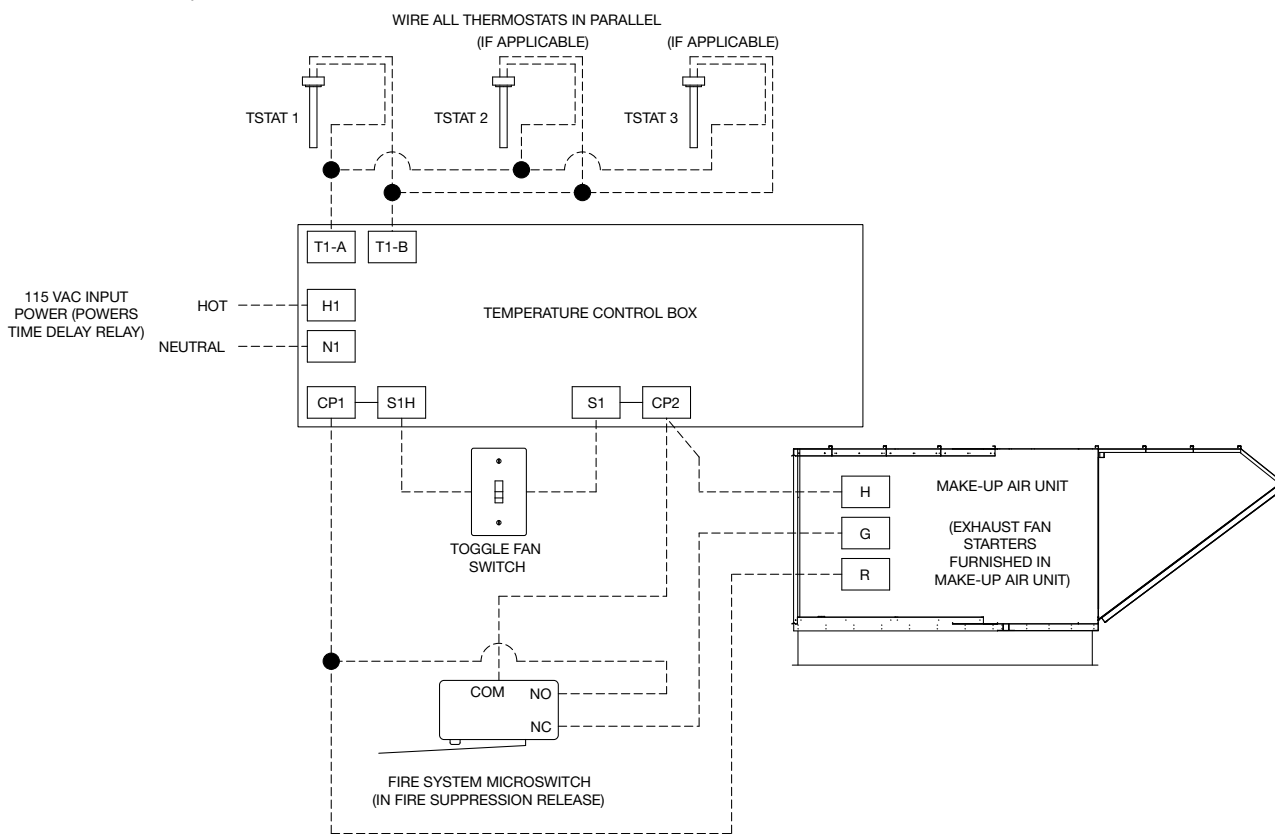 WIRE ALL THERMOSTATS IN PARALLEL
(IF APPLICABLE)
(IF APPLICABLE)
TSTAT 1
TSTAT 2
TSTAT 3
T1-A
T1-B
115 VAC INPUT
POWER (POWERS
TIME DELAY RELAY)
HOT
H1
NEUTRAL
N1
TEMPERATURE CONTROL BOX
CP1
S1H
S1
CP2
TOGGLE FAN
SWITCH
H
G
R
MAKE-UP AIR UNIT
(EXHAUST FAN
STARTERS
FURNISHED IN
MAKE-UP AIR UNIT)
COM
NO
NC
FIRE SYSTEM MICROSWITCH
(IN FIRE SUPPRESSION RELEASE)